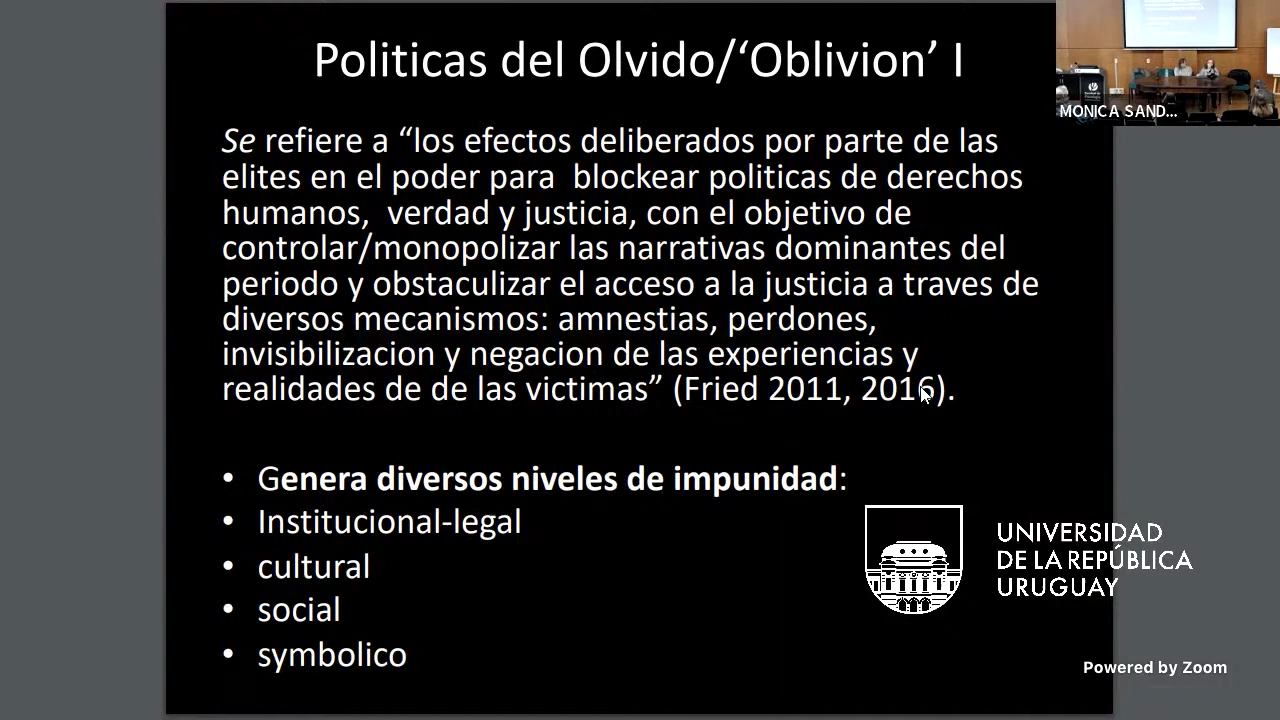 Politicas del Olvido/‘Oblivion’ I
MONICA SAND...
Se refiere a “los efectos deliberados por parte de las
elites en el poder para  blockear politicas de derechos
humanos,  verdad y justicia, con el objetivo de
controlar/monopolizar las narrativas dominantes del
periodo y obstaculizar el acceso a la justicia a traves de
diversos mecanismos: amnestias, perdones,
invisibilizacion y negacion de las experiencias y
realidades de de las victimas” (Fried 2011, 2016).
• Genera diversos niveles de impunidad:
• Institucional-legal
• cultural
• social
• symbolico
UNIVERSIDAD
DE LA REPÚBLICA
URUGUAY
Powered by Zoom